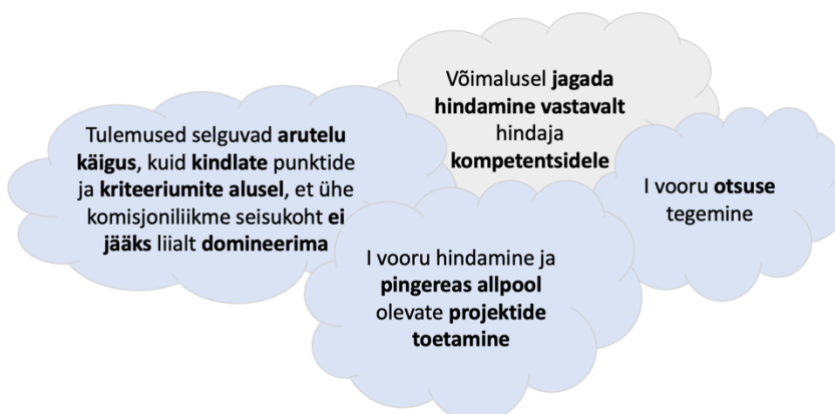 Võimalusel jagada
hindamine vastavalt
hindaja
kompetentsidele
Tulemused selguvad arutelu
käigus, kuid kindlate punktide
ja kriteeriumite alusel, et ühe
komisjoniliikme seisukoht ei
jääks liialt domineerima
I vooru otsuse
tegemine
I vooru hindamine ja
pingereas allpool
olevate projektide
toetamine